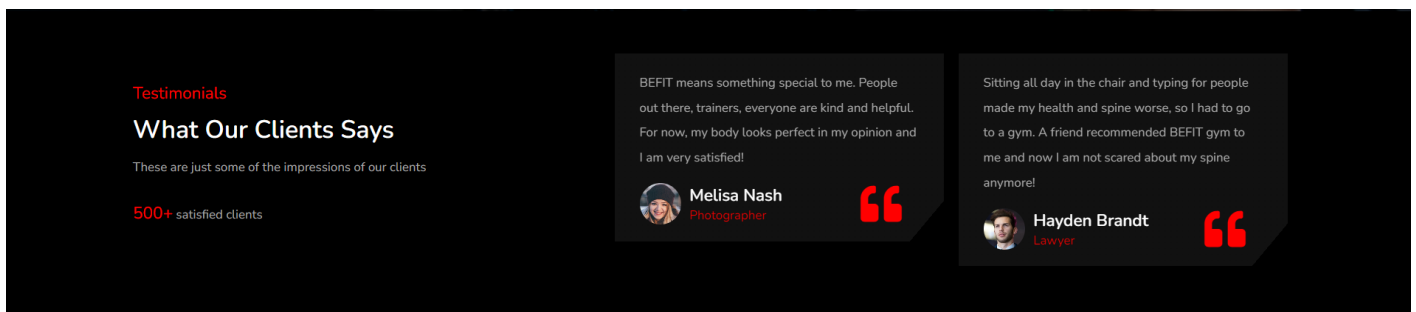 Testimonials
What Our Clients Says
These are just some of the impressions of our clients
500+ satisfied clients
BEFIT means something special to me. People
out there, trainers, everyone are kind and helpful.
For now, my body looks perfect in my opinion and
I am very satisfied!
Melisa Nash
Photographer
Sitting all day in the chair and typing for people
made my health and spine worse, so I had to go
to a gym. A friend recommended BEFIT gym to
me and now I am not scared about my spine
anymore!
Hayden Brandt
Lawyer